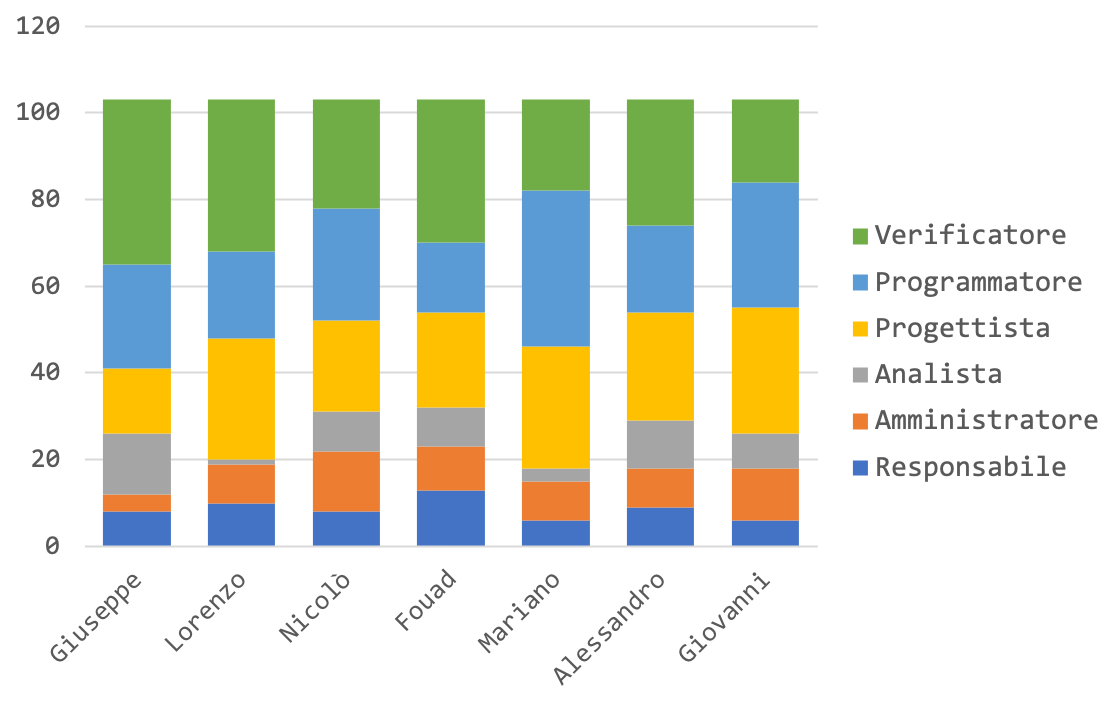 120
100
80
60
40
20
0
Giuseppe
Lorenzo
Nicolò
Fouad
Mariano
Alessandro
Giovanni
Verificatore
Programmatore
Progettista
Analista
Amministratore
Responsabile